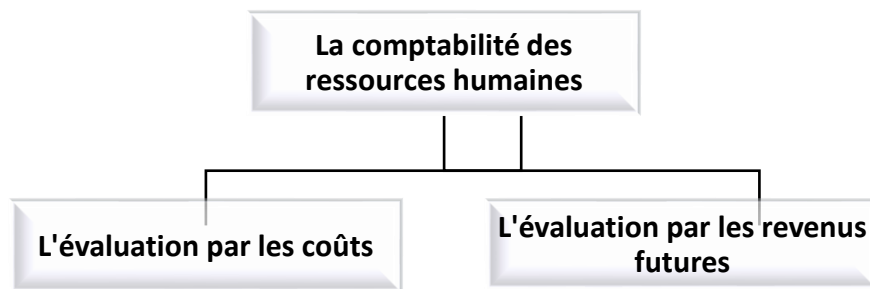 La comptabilité des
ressources humaines
L'évaluation par les coûts
L'évaluation par les revenus
futures